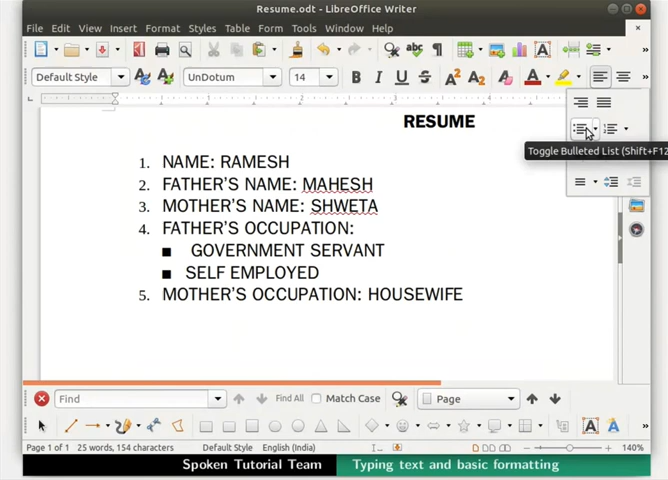 Resume.odt - LibreOffice Writer
File Edit View Insert Format Styles Table Form Tools Window Help
Default Style UnDotum 14
RESUME
Toggle Bulleted List (Shift+F12
1. NAME: RAMESH
2. FATHER'S NAME: MAHESH
3. MOTHER'S NAME: SHWETA
4. FATHER'S OCCUPATION:
■ GOVERNMENT SERVANT
■ SELF EMPLOYED
5. MOTHER'S OCCUPATION: HOUSEWIFE
Find Find All Match Case Page
Page 1 of 1 25 words, 154 characters Default Style English (India) 140%
Spoken Tutorial Team Typing text and basic formatting